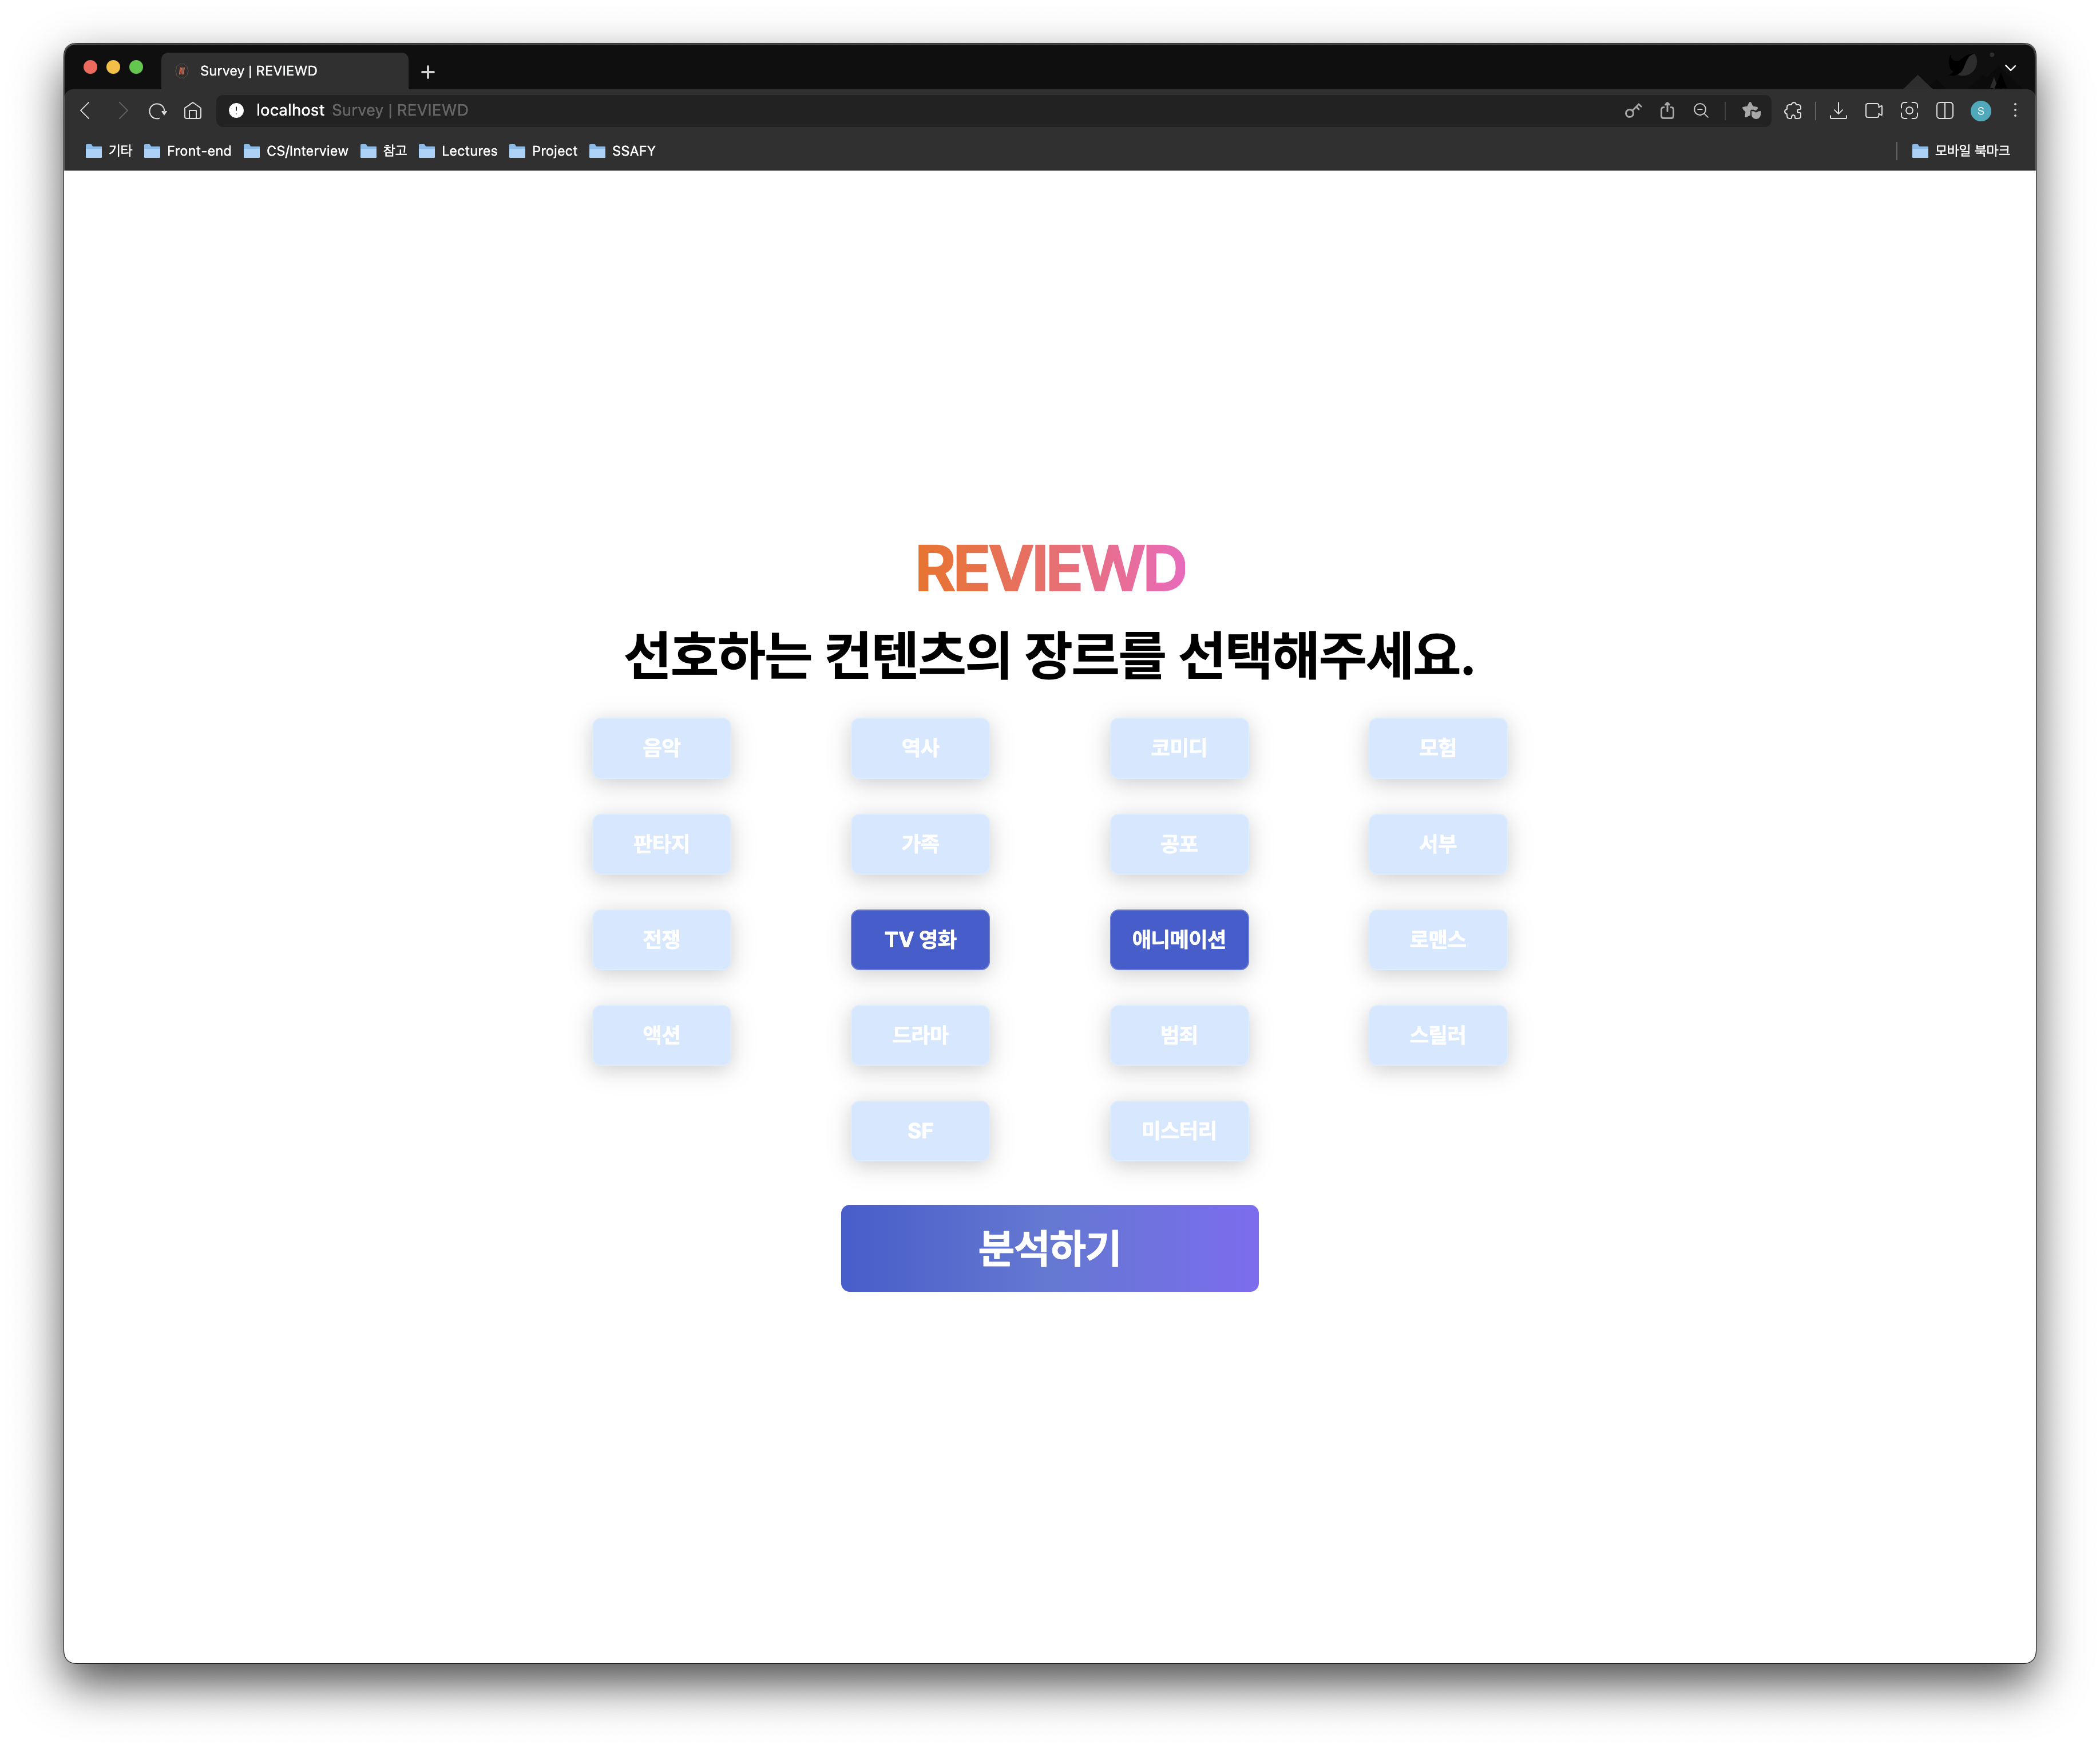 Survey | REVIEWD
localhost Survey | REVIEWD
S
기타 Front-end CS/Interview 참고 Lectures Project SSAFY 모바일 북마크
REVIEWD
선호하는 컨텐츠의 장르를 선택해주세요.
음악 역사 코미디 모험
판타지 가족 공포 서부
전쟁 TV 영화 애니메이션 로맨스
액션 드라마 범죄 스릴러
SF 미스터리
분석하기